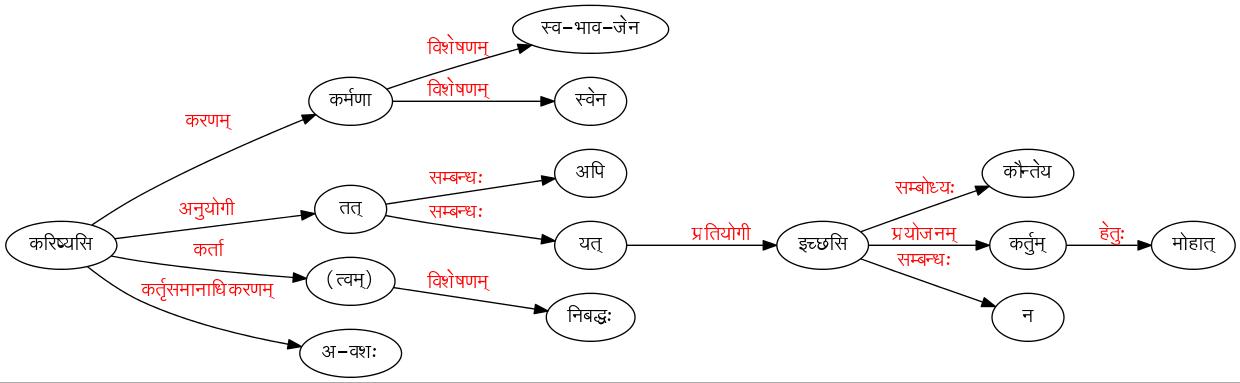 स्व-भाव-जेन
विशेषणम्
कर्मणा
विशेषणम्
स्वेन
करणम्
अपि
कौन्तेय
सम्बन्धः
सम्बोध्यः
अनुयोगी
तत्
सम्बन्धः
करिष्यसि
यत्
प्रतियोगी
इच्छसि
प्रयोजनम्
कर्तुम्
हेतुः
मोहात्
कर्ता
सम्बन्धः
(त्वम्)
विशेषणम्
कर्तृसमानाधिकरणम्
निबद्धः
न
अ-वशः